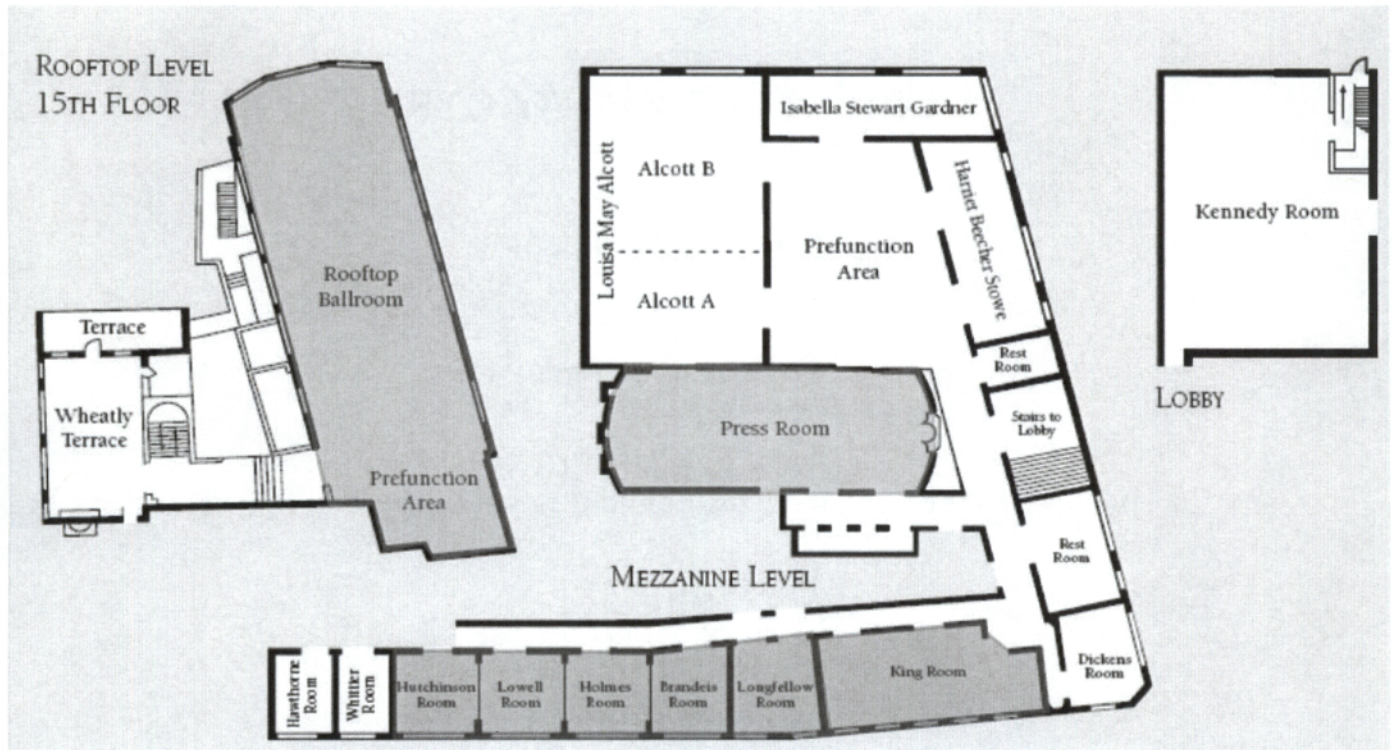 ROOFTOP LEVEL
15TH FLOOR
Rooftop
Ballroom
Terrace
Wheatly
Terrace
Prefunction
Area
Isabella Stewart Gardner
Louisa May Alcott
Alcott B
Alcott A
Prefunction
Area
Harriet Beecher Stowe
Rest
Room
Stairs to
Lobby
Press Room
Rest
Room
MEZZANINE LEVEL
Hawthorne
Room
Whittier
Room
Hutchinson
Room
Lowell
Room
Holmes
Room
Brandeis
Room
Longfellow
Room
King Room
Dickens
Room
Kennedy Room
LOBBY